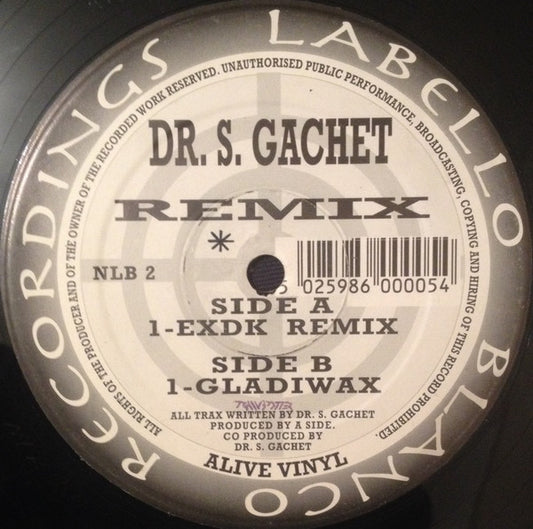 LABELLO BLANCO RECORDINGS
ALL RIGHTS OF THE PRODUCER AND OF THE OWNER OF THE RECORDED WORK RESERVED. UNAUTHORISED PUBLIC PERFORMANCE, BROADCASTING, COPYING AND HIRING OF THIS RECORD PROHIBITED.
DR. S. GACHET
REMIX
*
NLB 2
5 025986 000054
SIDE A
1-EXDK REMIX
SIDE B
1-GLADIWAX
ALL TRAX WRITTEN BY DR. S. GACHET
PRODUCED BY A SIDE.
CO PRODUCED BY
DR. S. GACHET
ALIVE VINYL